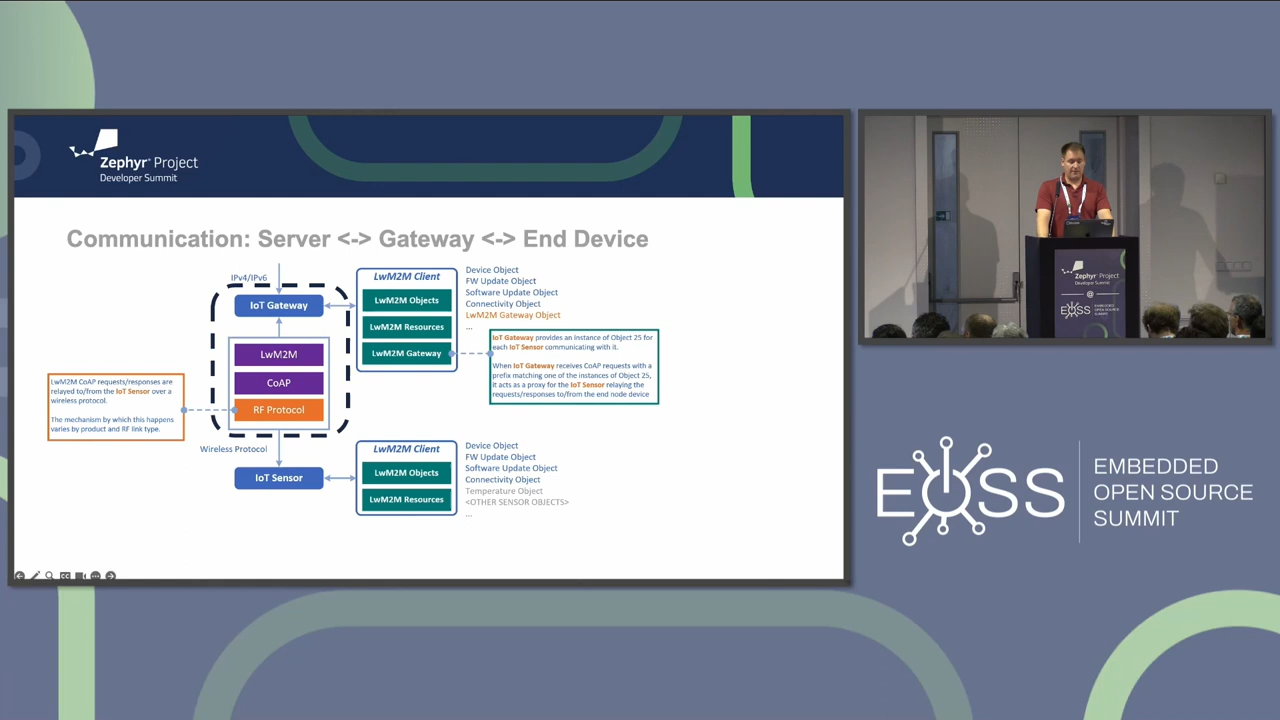 Zephyr® Project
Developer Summit
Communication: Server <-> Gateway <-> End Device
IPv4/IPv6
IoT Gateway
LwM2M
CoAP
RF Protocol
Wireless Protocol
IoT Sensor
LwM2M CoAP requests/responses are
relayed to/from the IoT Sensor over a
wireless protocol.
The mechanism by which this happens
varies by product and RF link type.
LwM2M Client
LwM2M Objects
LwM2M Resources
LwM2M Gateway
Device Object
FW Update Object
Software Update Object
Connectivity Object
LwM2M Gateway Object
...
IoT Gateway provides an instance of Object 25 for
each IoT Sensor communicating with it.
When IoT Gateway receives CoAP requests with a
prefix matching one of the instances of Object 25,
it acts as a proxy for the IoT Sensor relaying the
requests/responses to/from the end node device
LwM2M Client
LwM2M Objects
LwM2M Resources
Device Object
FW Update Object
Software Update Object
Connectivity Object
Temperature Object
<OTHER SENSOR OBJECTS>
...
Zephyr Project
Developer Summit
@
EOSS
EOSS
EMBEDDED
OPEN SOURCE
SUMMIT